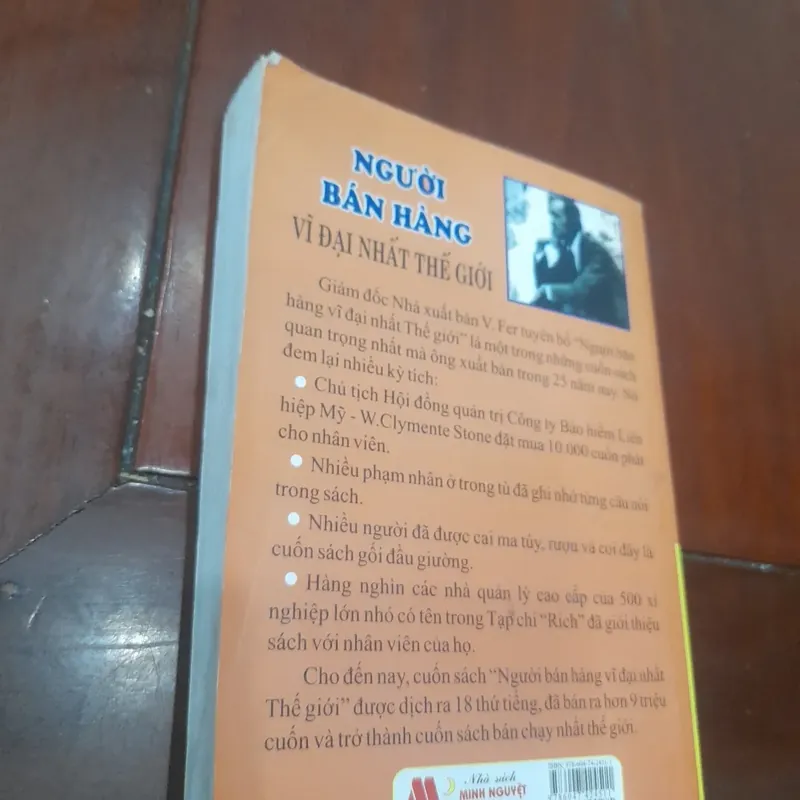 NGƯỜI
BÁN HÀNG
VĨ ĐẠI NHẤT THẾ GIỚI
Giám đốc Nhà xuất bản V. Fer tuyên bố "Người bán
hàng vĩ đại nhất Thế giới" là một trong những cuốn sách
quan trọng nhất mà ông xuất bản trong 25 năm nay. Nó
đem lại nhiều kỳ tích:
• Chủ tịch Hội đồng quản trị Công ty Bảo hiểm Liên
hiệp Mỹ - W.Clymente Stone đặt mua 10.000 cuốn phát
cho nhân viên.
• Nhiều phạm nhân ở trong tù đã ghi nhớ từng câu nói
trong sách.
• Nhiều người đã được cai ma túy, rượu và coi đây là
cuốn sách gối đầu giường.
• Hàng nghìn các nhà quản lý cao cấp của 500 xí
nghiệp lớn nhỏ có tên trong Tạp chí "Rich" đã giới thiệu
sách với nhân viên của họ.
Cho đến nay, cuốn sách "Người bán hàng vĩ đại nhất
Thế giới" được dịch ra 18 thứ tiếng, đã bán ra hơn 9 triệu
cuốn và trở thành cuốn sách bán chạy nhất thế giới.
Nhà sách
MINH NGUYỆT